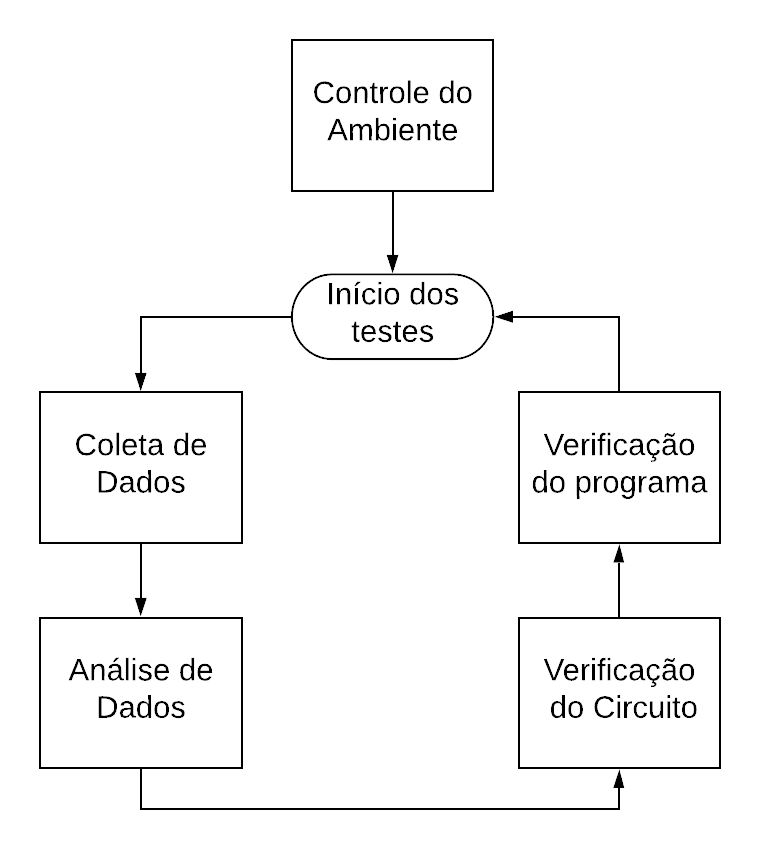 Controle do
Ambiente
Início dos
testes
Coleta de
Dados
Verificação
do programa
Análise de
Dados
Verificação
do Circuito